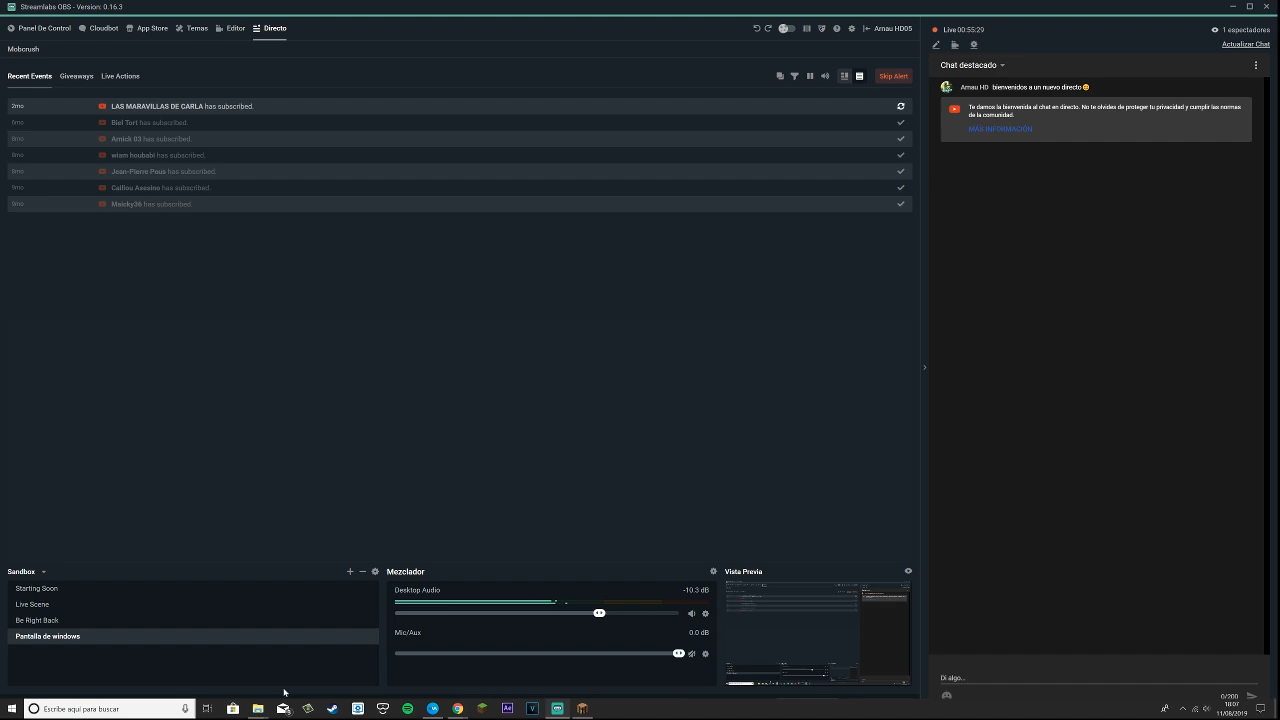 Streamlabs OBS - Version: 0.16.3
Panel De Control
Cloudbot
App Store
Temas
Editor
Directo
Arnau HD05
Live 00:55:29
1 espectadores
Mobcrush
Actualizar Chat
Recent Events
Giveaways
Live Actions
Skip Alert
Chat destacado
2mo LAS MARAVILLAS DE CARLA has subscribed.
6mo Biel Tort has subscribed.
8mo Arnick 03 has subscribed.
8mo wiam houbabi has subscribed.
8mo Jean-Pierre Pous has subscribed.
9mo Caillou Asesino has subscribed.
9mo Maicky36 has subscribed.
Arnau HD bienvenidos a un nuevo directo
Te damos la bienvenida al chat en directo. No te olvides de proteger tu privacidad y cumplir las normas
de la comunidad.
MÁS INFORMACIÓN
Sandbox
Starting Soon
Live Scene
Be Right Back
Pantalla de windows
Mezclador
Desktop Audio
-10.3 dB
Mic/Aux
0.0 dB
Vista Previa
Di algo...
0/200
Escribe aquí para buscar
Ae
V
18:07
11/08/2019